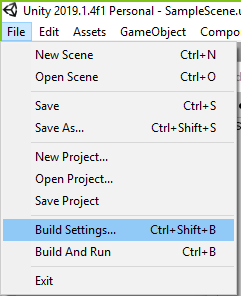 Unity 2019.1.4f1 Personal - SampleScene.u
File Edit Assets GameObject Compo
New Scene Ctrl+N
Open Scene Ctrl+O
Save Ctrl+S
Save As... Ctrl+Shift+S
New Project...
Open Project...
Save Project
Build Settings... Ctrl+Shift+B
Build And Run Ctrl+B
Exit